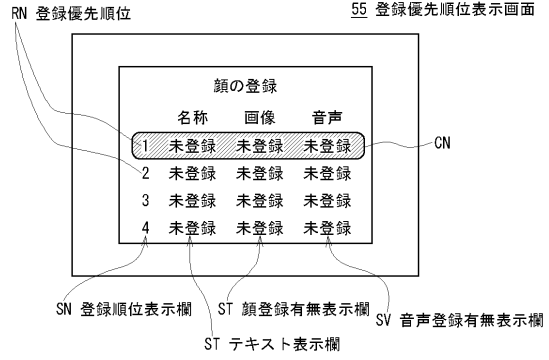 RN 登録優先順位
55 登録優先順位表示画面
顔の登録
名称 画像 音声
1 未登録 未登録 未登録
CN
2 未登録 未登録 未登録
3 未登録 未登録 未登録
4 未登録 未登録 未登録
SN 登録順位表示欄
ST 顔登録有無表示欄
SV 音声登録有無表示欄
ST テキスト表示欄